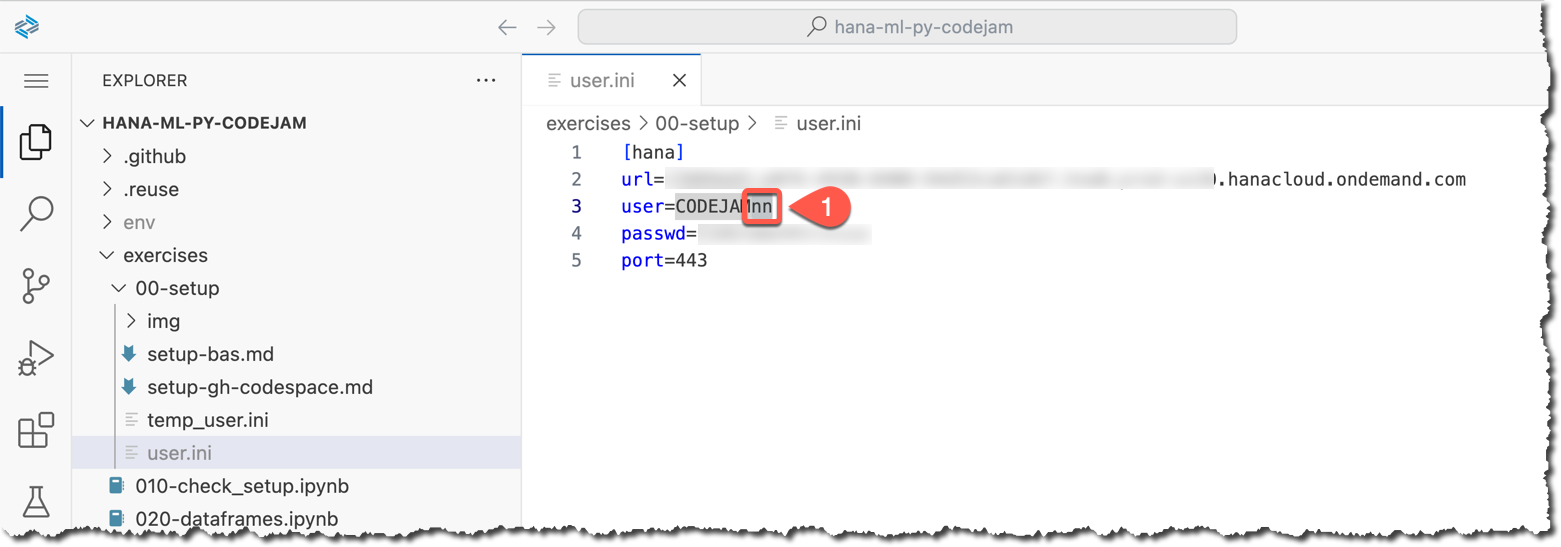 hana-ml-py-codejam
EXPLORER
HANA-ML-PY-CODEJAM
.github
.reuse
env
exercises
00-setup
img
setup-bas.md
setup-gh-codespace.md
temp_user.ini
user.ini
010-check_setup.ipynb
020-dataframes.ipynb
user.ini
exercises > 00-setup > user.ini
1 [hana]
2 url= .hanacloud.ondemand.com
3 user=CODEJAMnn
1
4 passwd=
5 port=443